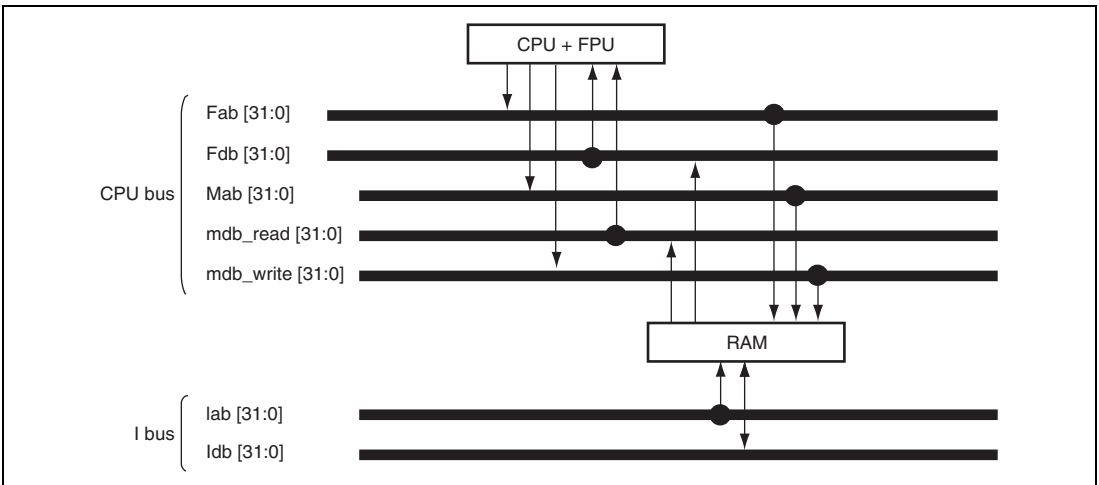 CPU + FPU
Fab [31:0]
Fdb [31:0]
CPU bus
Mab [31:0]
mdb_read [31:0]
mdb_write [31:0]
RAM
Iab [31:0]
I bus
Idb [31:0]